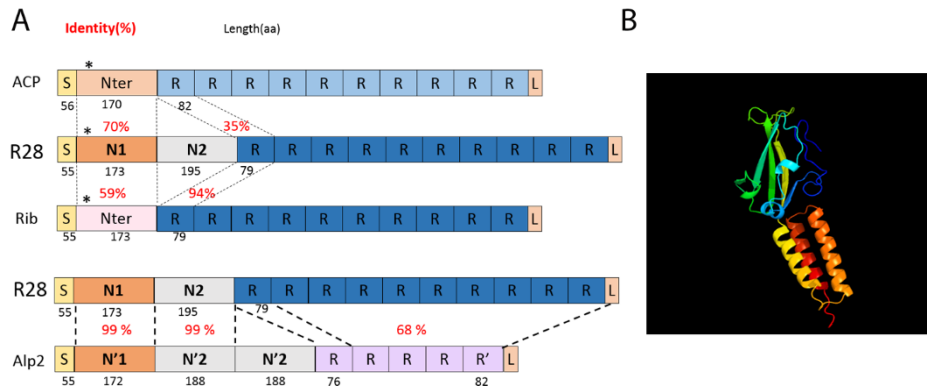 A
B
Identity(%) Length(aa)
*
ACP S Nter R R R R R R R R R R L
56 170 82
70% 35%
*
R28 S N1 N2 R R R R R R R R R R L
55 173 195 79
59% 94%
*
Rib S Nter R R R R R R R R R R L
55 173 79
R28 S N1 N2 R R R R R R R R R R L
55 173 195 79
99 % 99 % 68 %
Alp2 S N'1 N'2 N'2 R R R R R' L
55 172 188 188 76 82